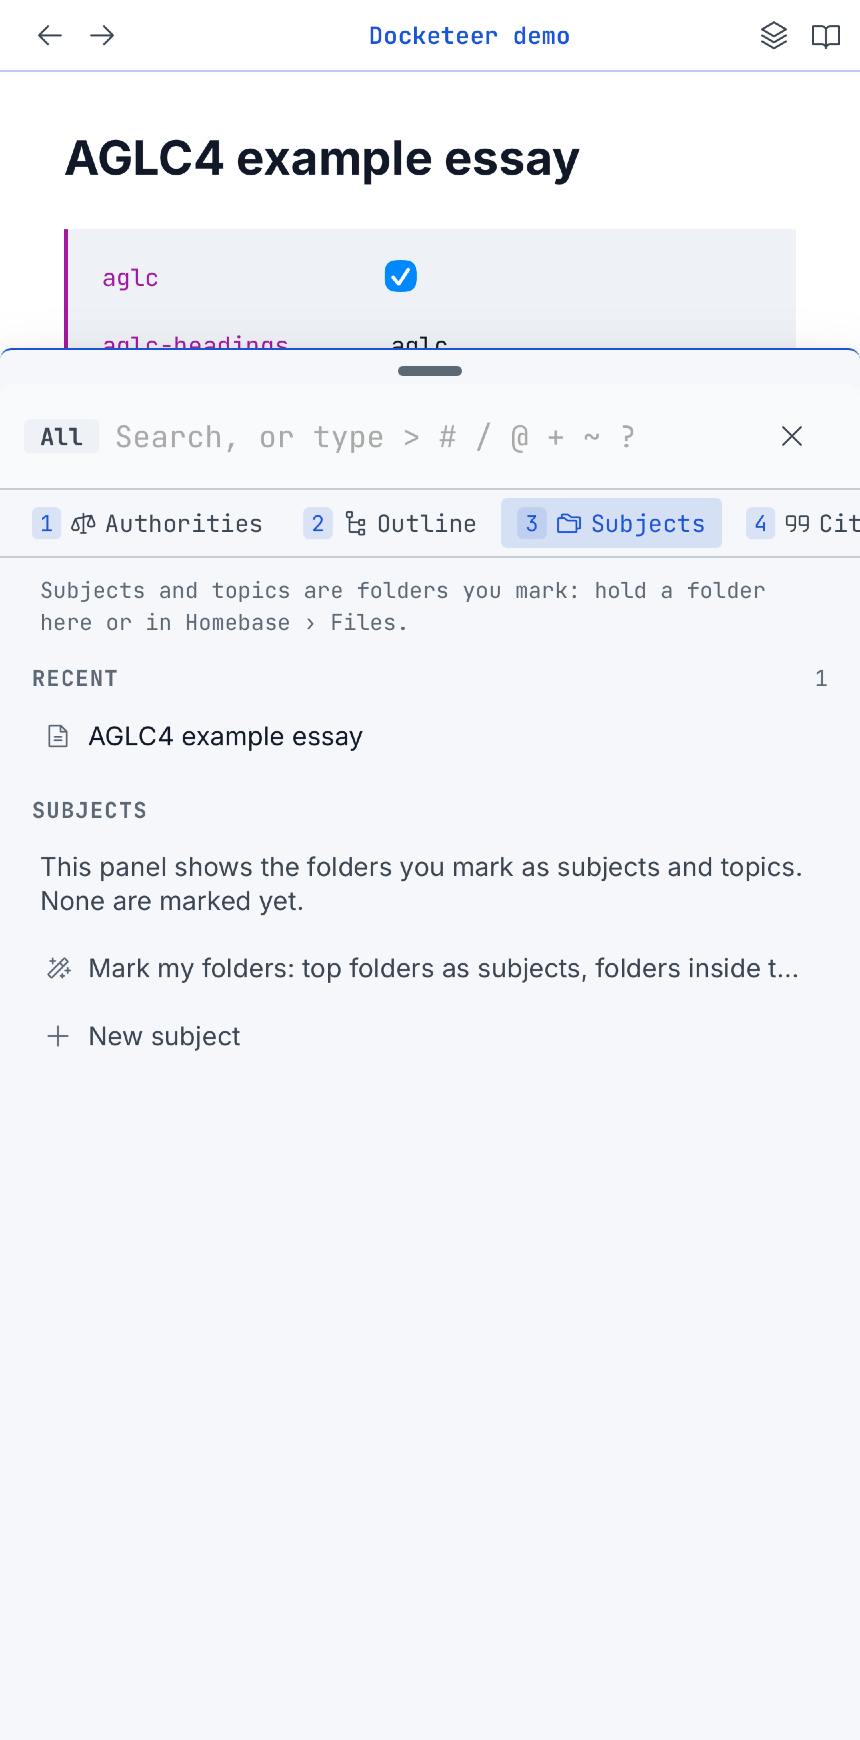 Docketeer demo
AGLC4 example essay
aglc
aglc-headings aglc
All Search, or type > # / @ + ~ ?
1 Authorities 2 Outline 3 Subjects 4 Cit
Subjects and topics are folders you mark: hold a folder
here or in Homebase › Files.
RECENT 1
AGLC4 example essay
SUBJECTS
This panel shows the folders you mark as subjects and topics.
None are marked yet.
Mark my folders: top folders as subjects, folders inside t...
New subject